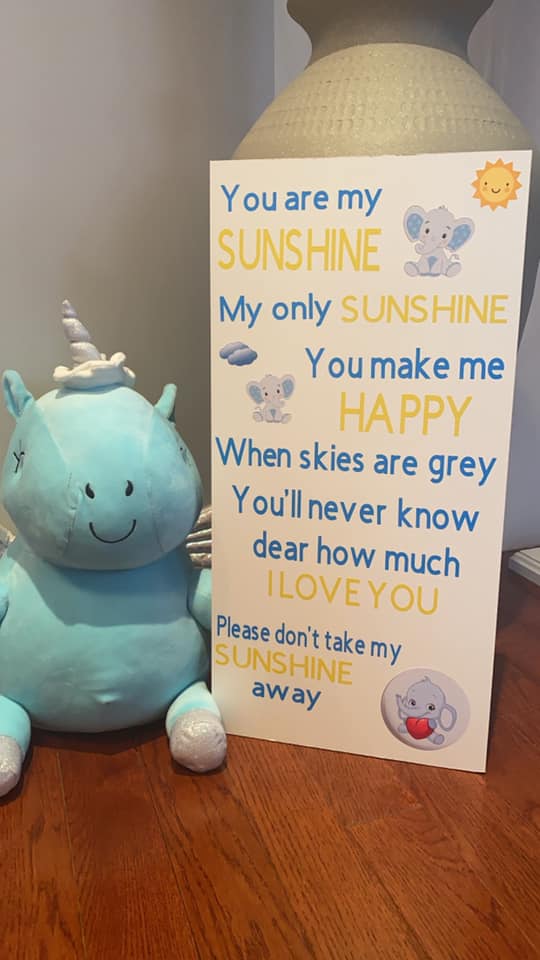 You are my
SUNSHINE
My only SUNSHINE
You make me
HAPPY
When skies are grey
You'll never know
dear how much
I LOVE YOU
Please don't take my
SUNSHINE
away